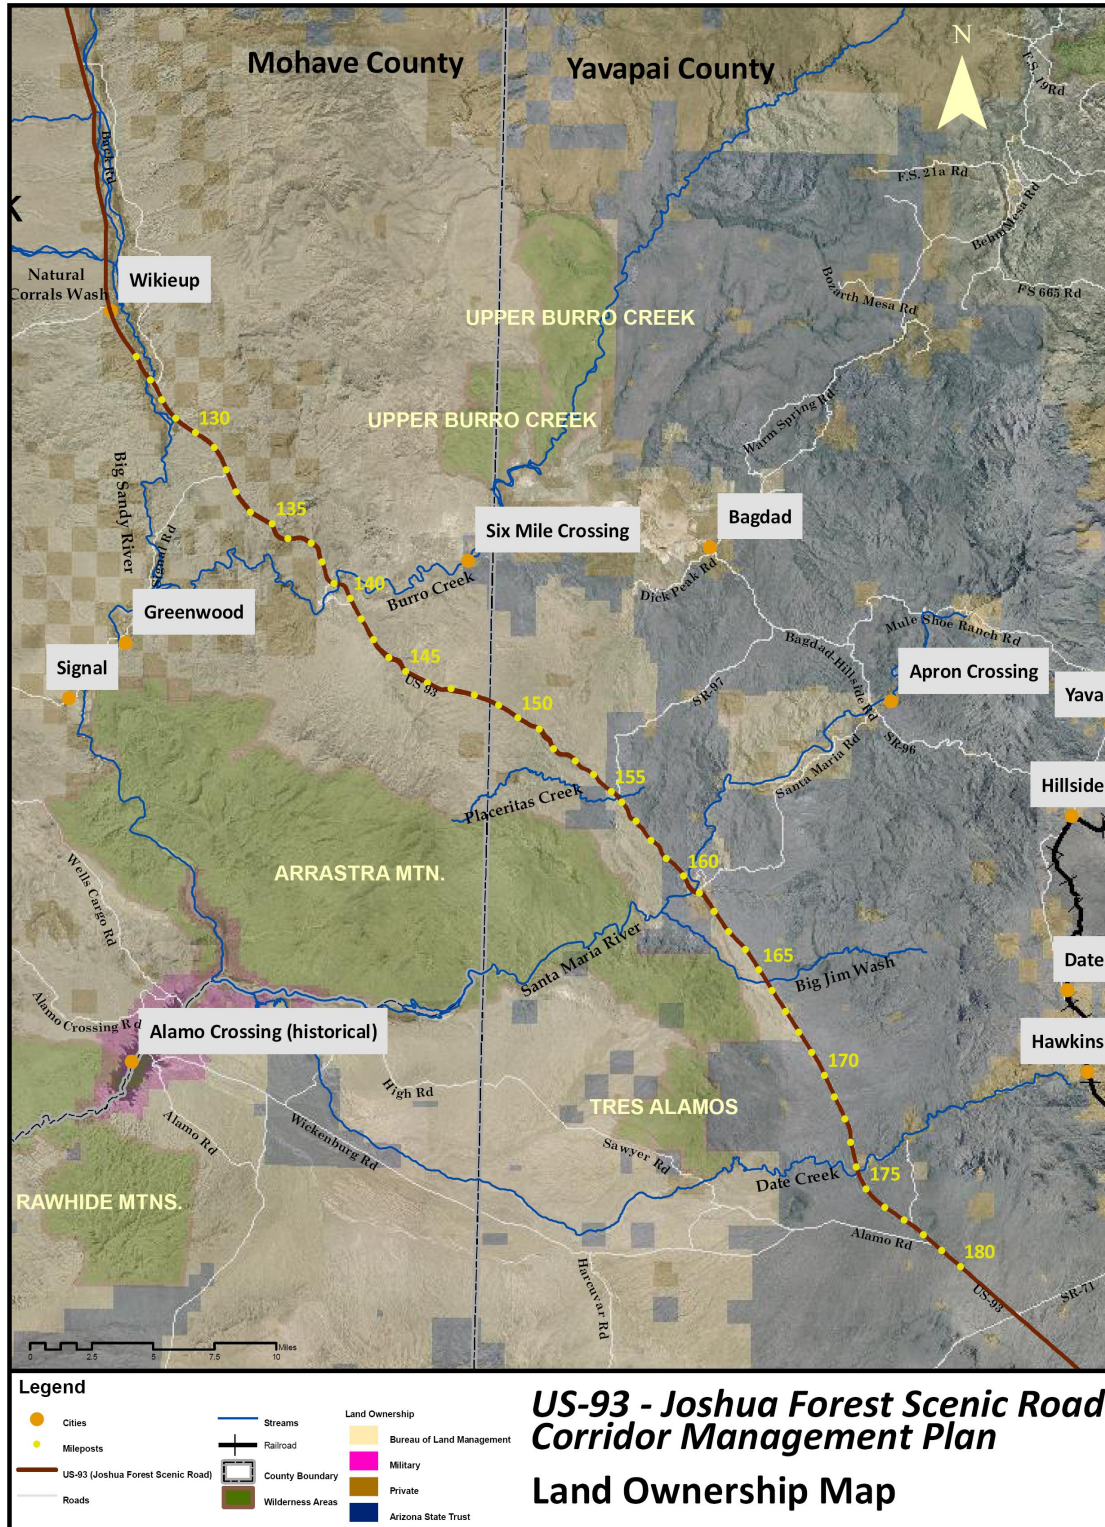 Mohave County
Yavapai County
N
F.S. 19Rd
Back Rd
F.S. 21a Rd
K
Behm Mesa Rd
Wikieup
Natural
Corrals Wash
Bozarth Mesa Rd
FS 665 Rd
UPPER BURRO CREEK
130
UPPER BURRO CREEK
Warm Spring Rd
Big Sandy River
135
Bagdad
Six Mile Crossing
Signal Rd
140
Burro Creek
Dick Peak Rd
Greenwood
Mule Shoe Ranch Rd
Bagdad-Hillside Rd
145
Signal
Apron Crossing
US 93
SR-97
Yava
150
SR-96
Santa Maria Rd
155
Hillside
Placeritas Creek
160
ARRASTRA MTN.
Wells Cargo Rd
Santa Maria River
165
Big Jim Wash
Date
Alamo Crossing Rd
Alamo Crossing (historical)
Hawkins
170
High Rd
TRES ALAMOS
Alamo Rd
Wickenburg Rd
Sawyer Rd
Date Creek
175
RAWHIDE MTNS.
Alamo Rd
180
Harcuvar Rd
US-93
SR-71
0 2.5 5 7.5 10 Miles
Legend
Cities
Mileposts
US-93 (Joshua Forest Scenic Road)
Roads
Streams
Railroad
County Boundary
Wilderness Areas
Land Ownership
Bureau of Land Management
Military
Private
Arizona State Trust
US-93 - Joshua Forest Scenic Road
Corridor Management Plan
Land Ownership Map